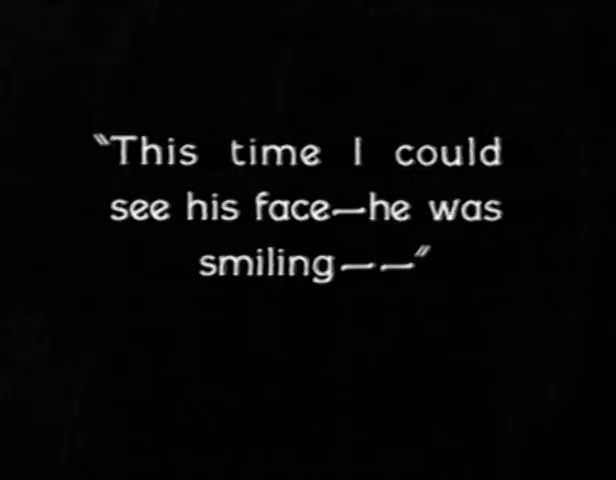 "This time I could
see his face—he was
smiling——"